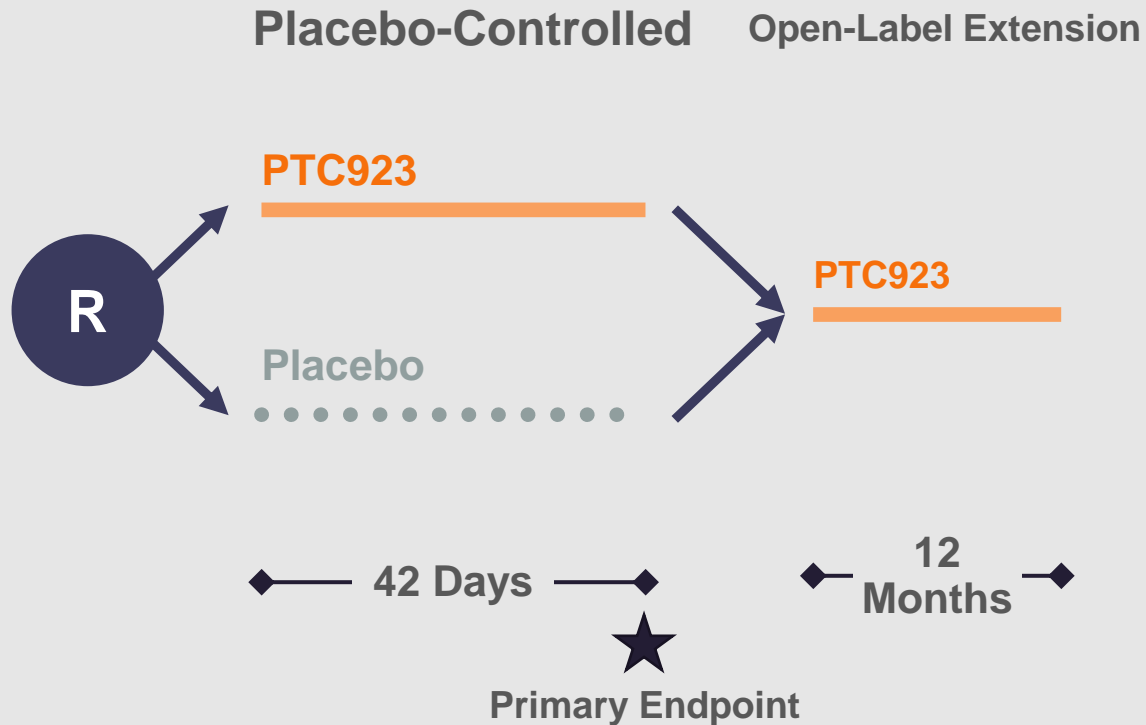 Placebo-Controlled
Open-Label Extension
PTC923
R
PTC923
Placebo
42 Days
12
Months
Primary Endpoint